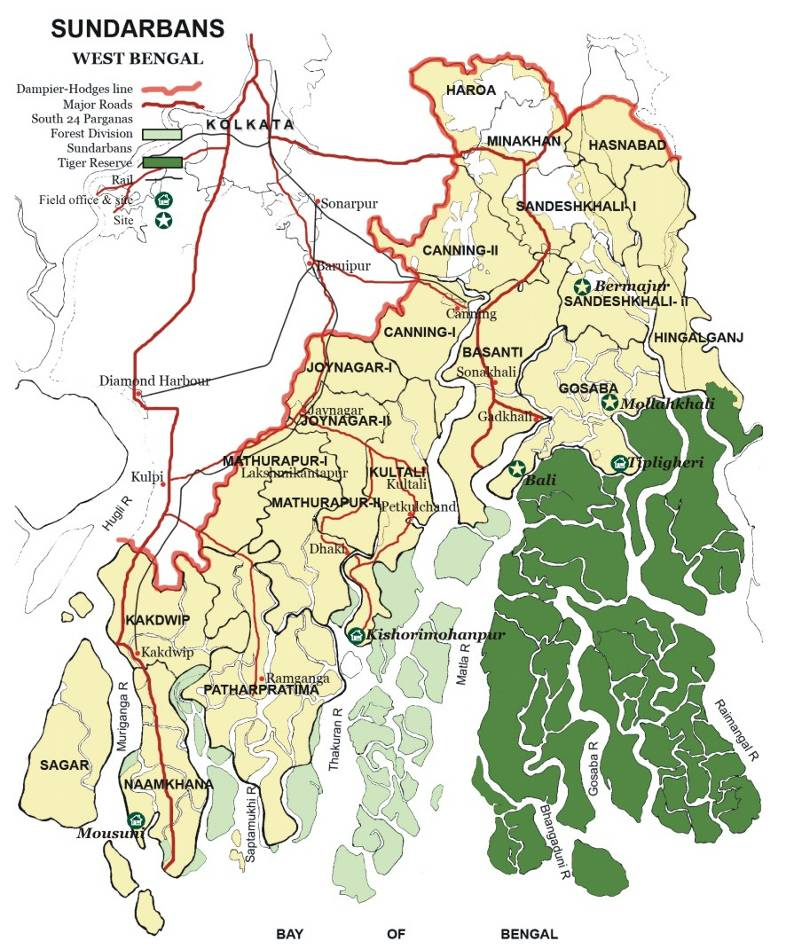 SUNDARBANS
WEST BENGAL
Dampier-Hodges line
Major Roads
South 24 Parganas
Forest Division
Sundarbans
Tiger Reserve
Rail
Field office & site
Site
KOLKATA
HAROA
MINAKHAN
HASNABAD
Sonarpur
SANDESHKHALI- I
CANNING-II
Baruipur
Bermajur
SANDESHKHALI- II
Canning
CANNING-I
HINGALGANJ
BASANTI
JOYNAGAR-I
Sonakhali
Diamond Harbour
GOSABA
Mollahkhali
Jaynagar
JOYNAGAR-II
Gadkhali
MATHURAPUR-I
Lakshmikantapur
KULTALI
Kultali
Tipligheri
Kulpi
Bali
MATHURAPUR-II
Petkulchand
Hugli R
Dhaki
KAKDWIP
Kishorimohanpur
Kakdwip
Matla R
Ramganga
PATHARPRATIMA
Muriganga R
Thakuran R
Raimangal R
SAGAR
NAAMKHANA
Gosaba R
Mousuni
Saptamukhi R
Bhangaduni R
BAY OF BENGAL